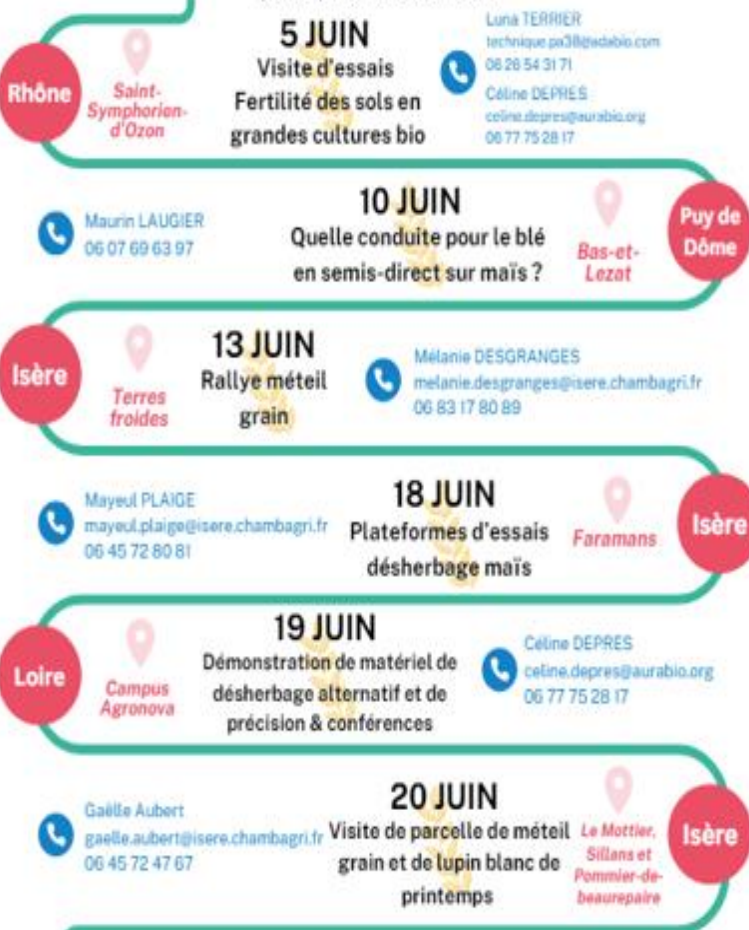 Rhône
Saint-
Symphorien-
d'Ozon
5 JUIN
Visite d'essais
Fertilité des sols en
grandes cultures bio
Luna TERRIER
technique.pa38@adabio.com
06 26 54 31 71
Céline DEPRES
celine.depres@aurabio.org
06 77 75 28 17
Maurin LAUGIER
06 07 69 63 97
10 JUIN
Quelle conduite pour le blé
en semis-direct sur maïs ?
Bas-et-
Lezat
Puy de
Dôme
Isère
Terres
froides
13 JUIN
Rallye méteil
grain
Mélanie DESGRANGES
melanie.desgranges@isere.chambagri.fr
06 83 17 80 89
Mayeul PLAIGE
mayeul.plaige@isere.chambagri.fr
06 45 72 80 81
18 JUIN
Plateformes d'essais
désherbage maïs
Faramans
Isère
Loire
Campus
Agronova
19 JUIN
Démonstration de matériel de
désherbage alternatif et de
précision & conférences
Céline DEPRES
celine.depres@aurabio.org
06 77 75 28 17
Gaëlle Aubert
gaelle.aubert@isere.chambagri.fr
06 45 72 47 67
20 JUIN
Visite de parcelle de méteil
grain et de lupin blanc de
printemps
Le Mottier,
Sillans et
Pommier-de-
beaurepaire
Isère